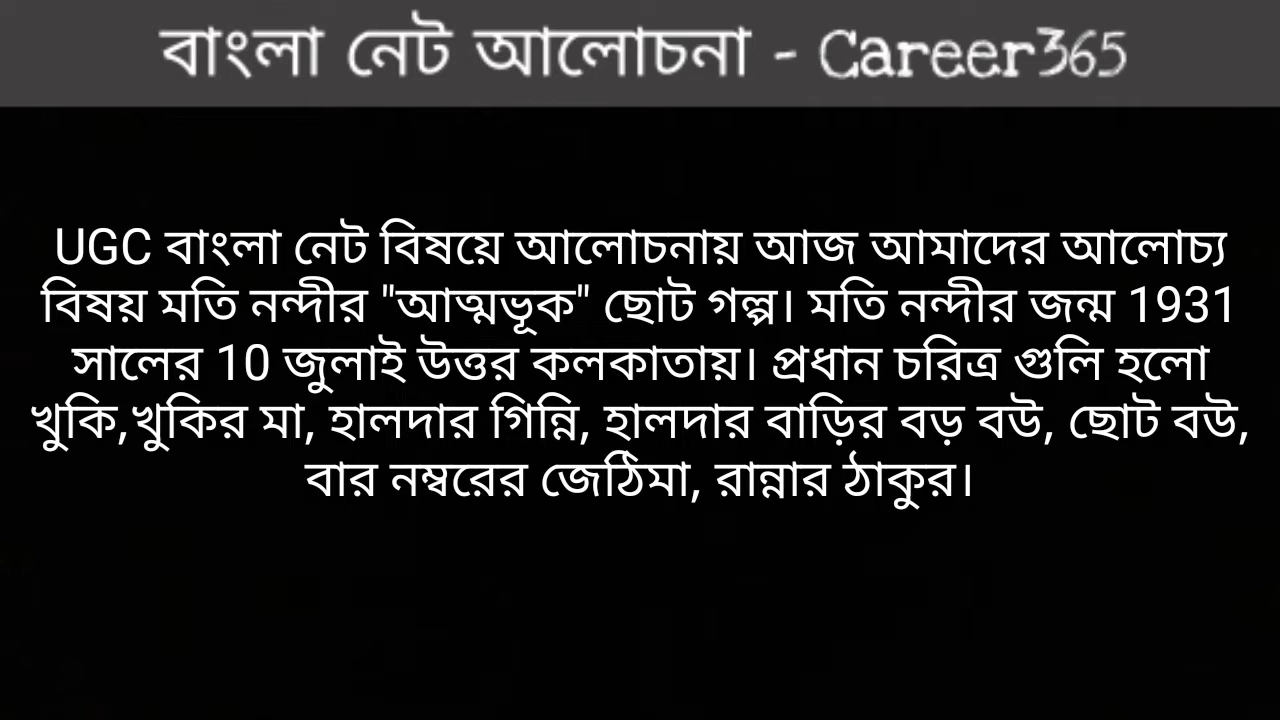 বাংলা নেট আলোচনা - Career365
UGC বাংলা নেট বিষয়ে আলোচনায় আজ আমাদের আলোচ্য
বিষয় মতি নন্দীর "আত্মভূক" ছোট গল্প। মতি নন্দীর জন্ম 1931
সালের 10 জুলাই উত্তর কলকাতায়। প্রধান চরিত্র গুলি হলো
খুকি,খুকির মা, হালদার গিন্নি, হালদার বাড়ির বড় বউ, ছোট বউ,
বার নম্বরের জেঠিমা, রান্নার ঠাকুর।